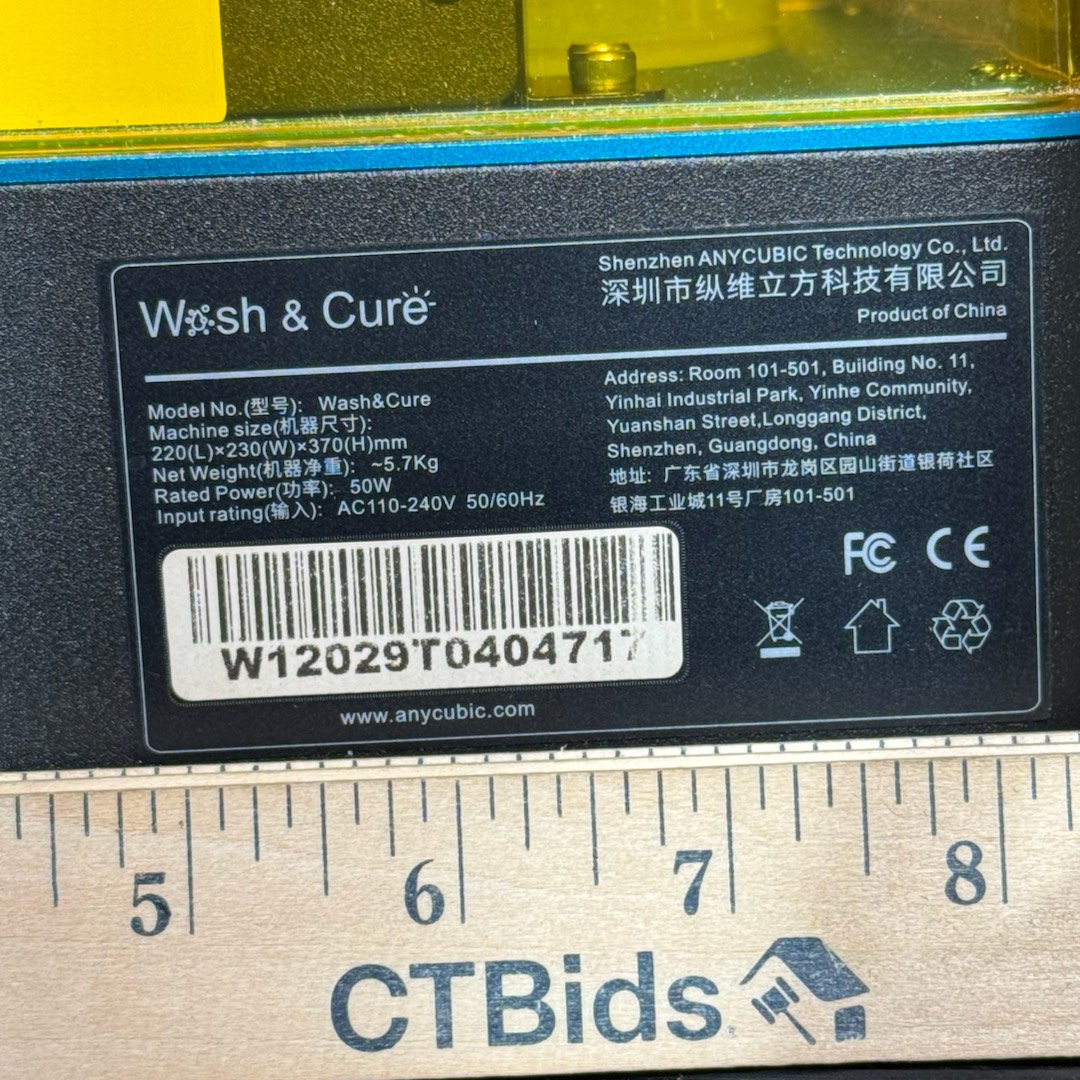 Wash & Cure
Shenzhen ANYCUBIC Technology Co., Ltd.
深圳市纵维立方科技有限公司
Product of China
Model No.(型号): Wash&Cure
Machine size(机器尺寸):
220(L)×230(W)×370(H)mm
Net Weight(机器净重): ~5.7Kg
Rated Power(功率): 50W
Input rating(输入): AC110-240V 50/60Hz
Address: Room 101-501, Building No. 11,
Yinhai Industrial Park, Yinhe Community,
Yuanshan Street,Longgang District,
Shenzhen, Guangdong, China
地址: 广东省深圳市龙岗区园山街道银荷社区
银海工业城11号厂房101-501
FC CE
W12029T0404717
www.anycubic.com
5 6 7 8
CTBids